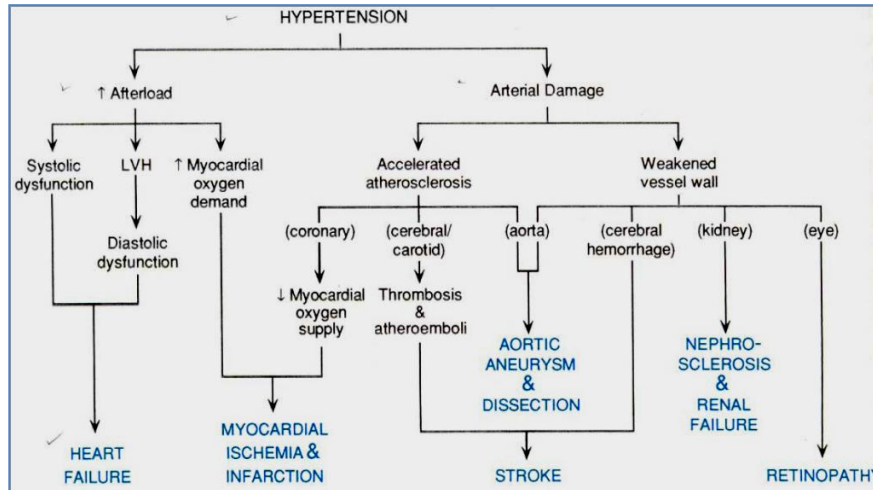 HYPERTENSION
↑ Afterload
Arterial Damage
Systolic
dysfunction
LVH
↑ Myocardial
oxygen
demand
Accelerated
atherosclerosis
Weakened
vessel wall
Diastolic
dysfunction
(coronary)
(cerebral/
carotid)
(aorta)
(cerebral
hemorrhage)
(kidney)
(eye)
↓ Myocardial
oxygen
supply
Thrombosis
&
atheroemboli
AORTIC
ANEURYSM
&
DISSECTION
NEPHRO-
SCLEROSIS
&
RENAL
FAILURE
HEART
FAILURE
MYOCARDIAL
ISCHEMIA &
INFARCTION
STROKE
RETINOPATHY